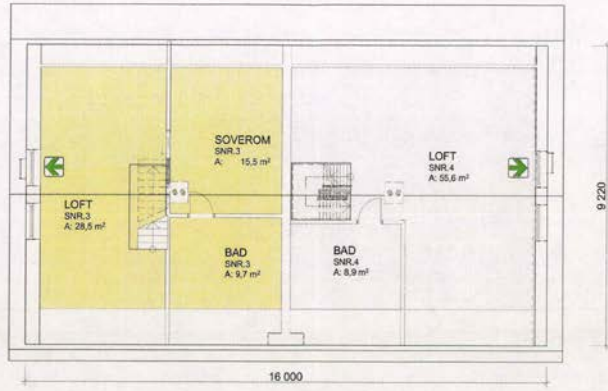 SOVEROM
SNR.3
A: 15,5 m²
LOFT
SNR.4
A: 55,6 m²
LOFT
SNR.3
A: 28,5 m²
BAD
SNR.3
A: 9,7 m²
BAD
SNR.4
A: 8,9 m²
9 220
16 000